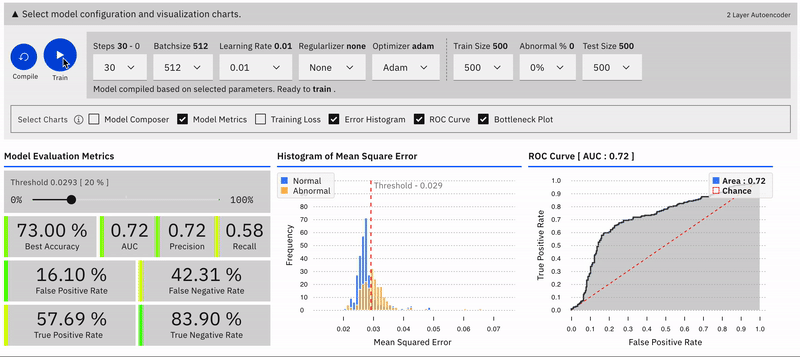 ▲ Select model configuration and visualization charts.
2 Layer Autoencoder
Steps 30 - 0 Batchsize 512 Learning Rate 0.01 Regularlizer none Optimizer adam Train Size 500 Abnormal % 0 Test Size 500
30 512 0.01 None Adam 500 0% 500
Compile Train
Model compiled based on selected parameters. Ready to train .
Select Charts Model Composer Model Metrics Training Loss Error Histogram ROC Curve Bottleneck Plot
Model Evaluation Metrics
Threshold 0.0293 [ 20 % ]
0% 100%
73.00 % 0.72 0.72 0.58
Best Accuracy AUC Precision Recall
16.10 % 42.31 %
False Positive Rate False Negative Rate
57.69 % 83.90 %
True Positive Rate True Negative Rate
Histogram of Mean Square Error
Normal
Abnormal
Threshold - 0.029
Frequency
80
70
60
50
40
30
20
10
0
0.02 0.03 0.04 0.05 0.06 0.07
Mean Squared Error
ROC Curve [ AUC : 0.72 ]
Area : 0.72
Chance
True Positive Rate
1.0
0.9
0.8
0.7
0.6
0.5
0.4
0.3
0.2
0.1
0.0
0.0 0.1 0.2 0.3 0.4 0.5 0.6 0.7 0.8 0.9 1.0
False Positive Rate